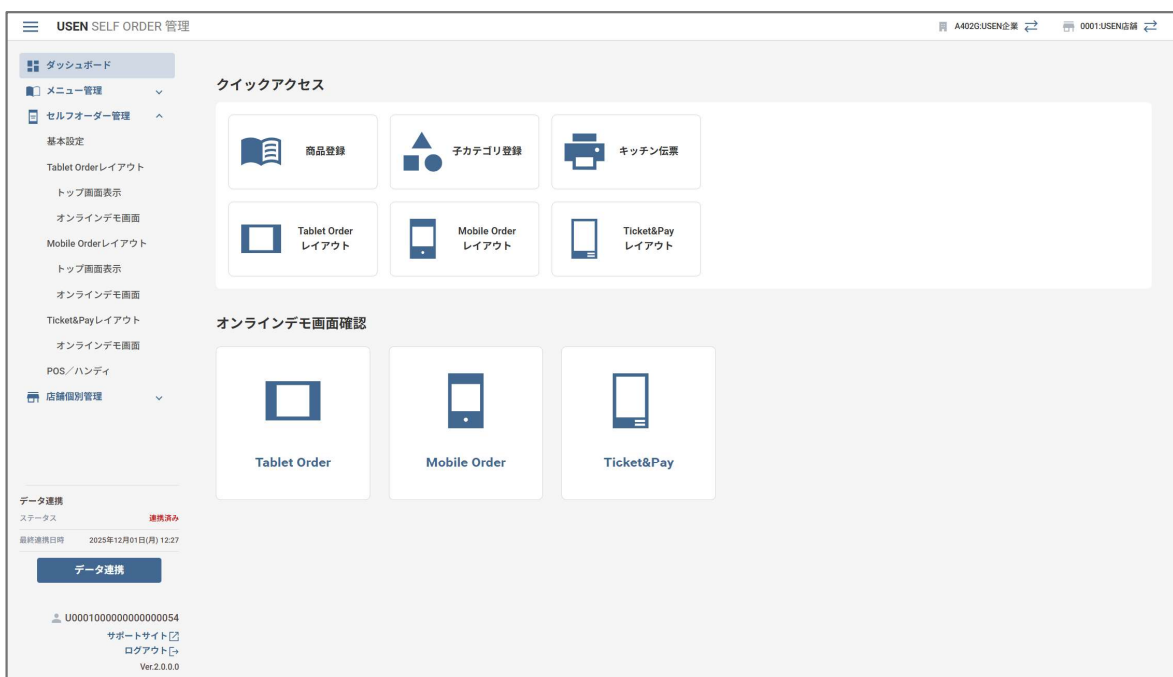 USEN SELF ORDER 管理
A402G:USEN企業
0001:USEN店舗
ダッシュボード
メニュー管理
セルフオーダー管理
基本設定
Tablet Orderレイアウト
トップ画面表示
オンラインデモ画面
Mobile Orderレイアウト
トップ画面表示
オンラインデモ画面
Ticket&Payレイアウト
オンラインデモ画面
POS／ハンディ
店舗個別管理
データ連携
ステータス 連携済み
最終連携日時 2025年12月01日(月) 12:27
データ連携
U0001000000000000054
サポートサイト
ログアウト
Ver.2.0.0.0
クイックアクセス
商品登録
子カテゴリ登録
キッチン伝票
Tablet Order
レイアウト
Mobile Order
レイアウト
Ticket&Pay
レイアウト
オンラインデモ画面確認
Tablet Order
Mobile Order
Ticket&Pay